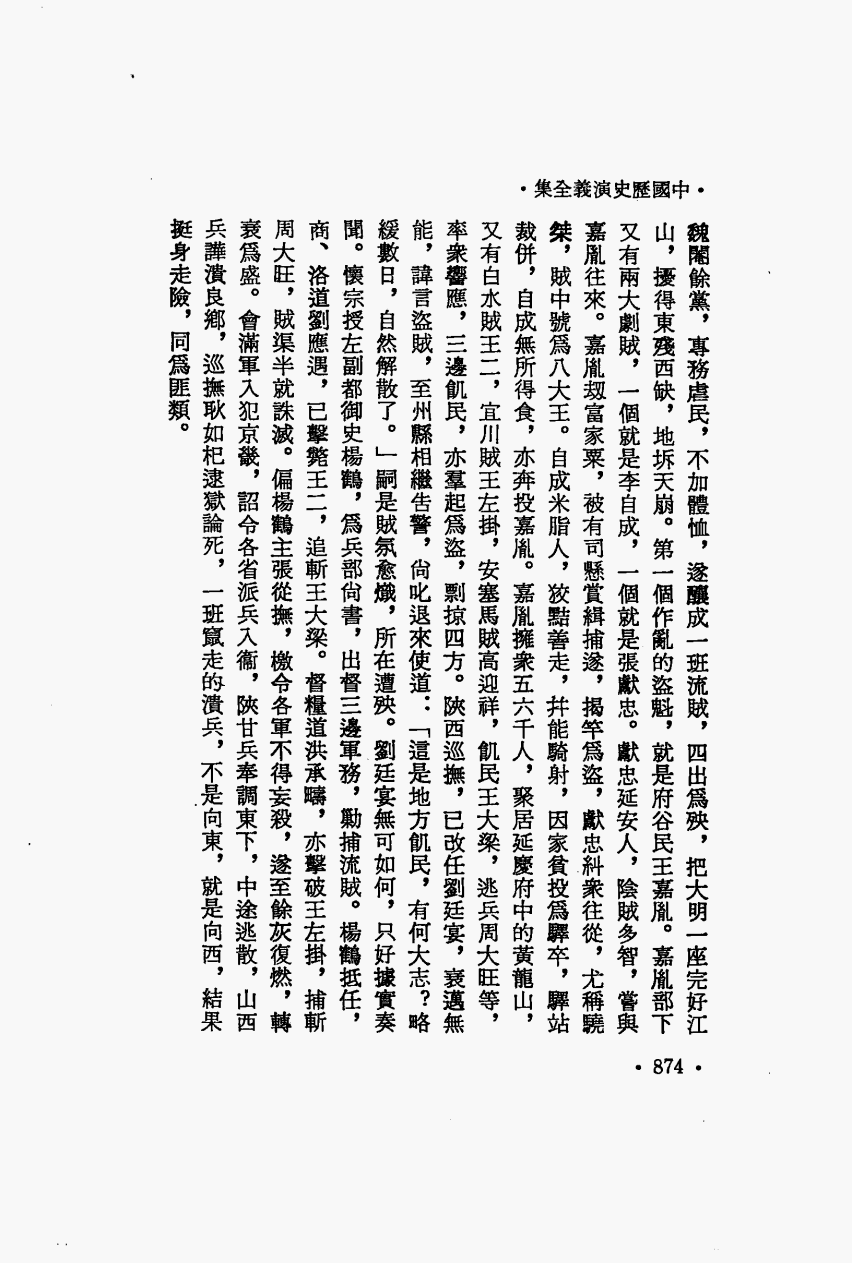 •中國歷史演義全集•
魏閹餘黨，專務虐民，不加體恤，遂釀成一班流賊，四出爲殃，把大明一座完好江
山，擾得東殘西缺，地坼天崩。第一個作亂的盜魁，就是府谷民王嘉胤。嘉胤部下
又有兩大劇賊，一個就是李自成，一個就是張獻忠。獻忠延安人，陰賊多智，嘗與
嘉胤往來。嘉胤刼富家粟，被有司懸賞緝捕遂，揭竿爲盜，獻忠糾衆往從，尤稱驍
桀，賊中號爲八大王。自成米脂人，狡黠善走，幷能騎射，因家貧投爲驛卒，驛站
裁併，自成無所得食，亦奔投嘉胤。嘉胤擁衆五六千人，聚居延慶府中的黃龍山，
又有白水賊王二，宜川賊王左掛，安塞馬賊高迎祥，飢民王大梁，逃兵周大旺等，
率衆響應，三邊飢民，亦羣起爲盜，剽掠四方。陝西巡撫，已改任劉廷宴，衰邁無
能，諱言盜賊，至州縣相繼吿警，尙叱退來使道：「這是地方飢民，有何大志？略
緩數日，自然解散了。」嗣是賊氛愈熾，所在遭殃。劉廷宴無可如何，只好據實奏
聞。懷宗授左副都御史楊鶴，爲兵部尙書，出督三邊軍務，勦捕流賊。楊鶴抵任，
商、洛道劉應遇，已擊斃王二，追斬王大梁。督糧道洪承疇，亦擊破王左掛，捕斬
周大旺，賊渠半就誅滅。偏楊鶴主張從撫，檄令各軍不得妄殺，遂至餘灰復燃，轉
衰爲盛。會滿軍入犯京畿，詔令各省派兵入衞，陝甘兵奉調東下，中途逃散，山西
兵譁潰良鄉，巡撫耿如杞逮獄論死，一班竄走的潰兵，不是向東，就是向西，結果
挺身走險，同爲匪類。
•874•